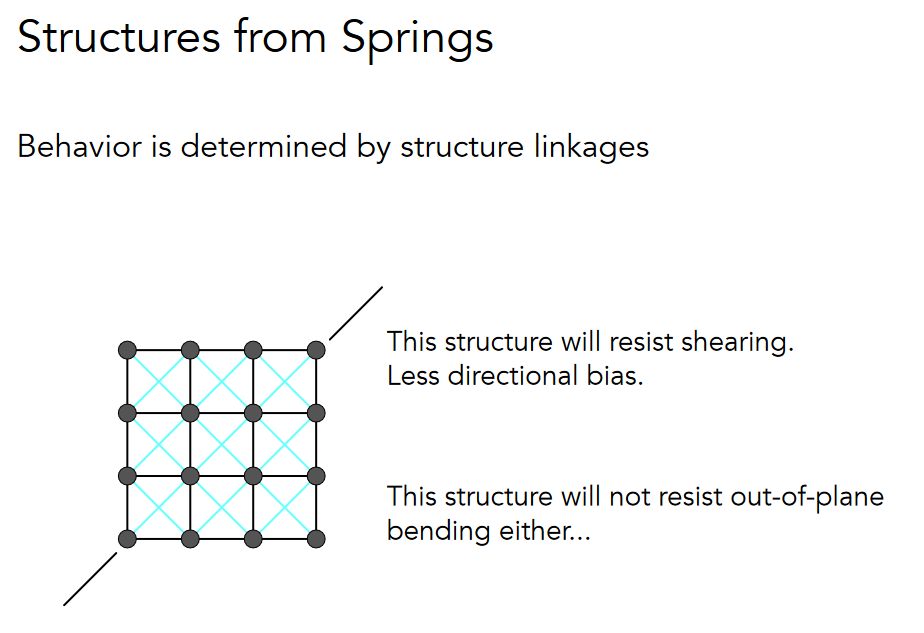 Structures from Springs
Behavior is determined by structure linkages
This structure will resist shearing.
Less directional bias.
This structure will not resist out-of-plane
bending either...